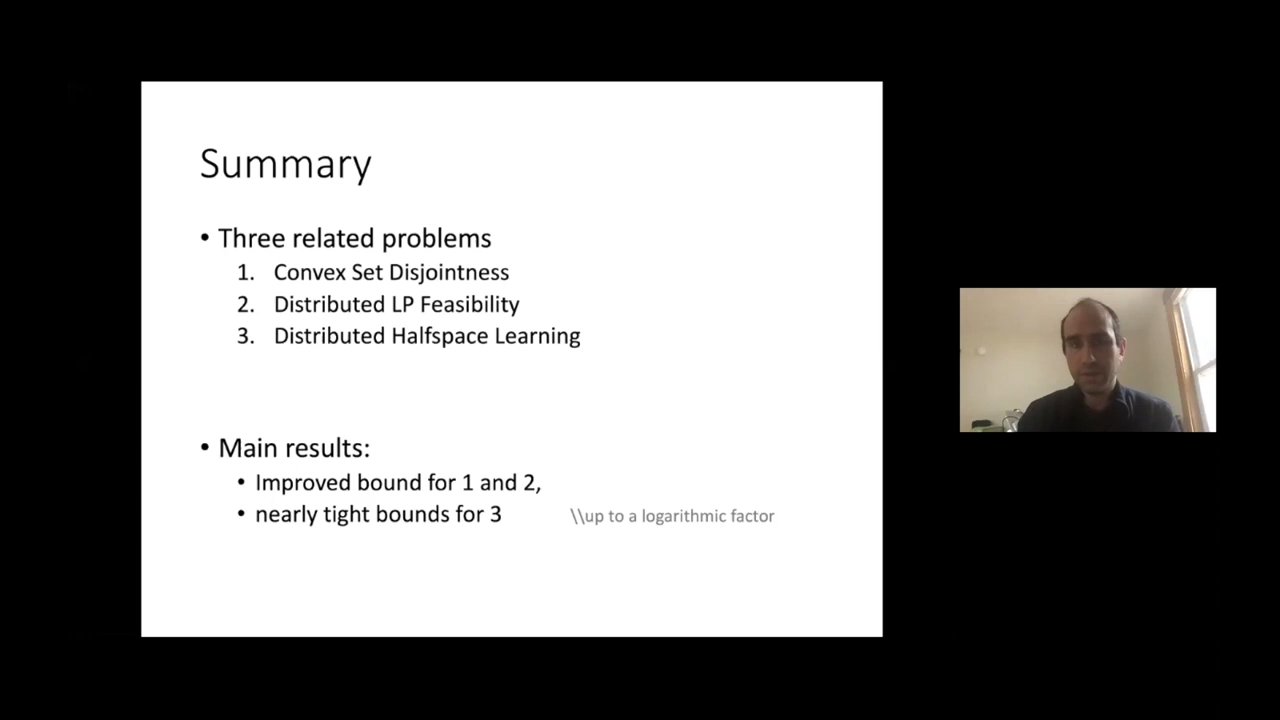 Summary
• Three related problems
1. Convex Set Disjointness
2. Distributed LP Feasibility
3. Distributed Halfspace Learning
• Main results:
• Improved bound for 1 and 2,
• nearly tight bounds for 3 \\up to a logarithmic factor